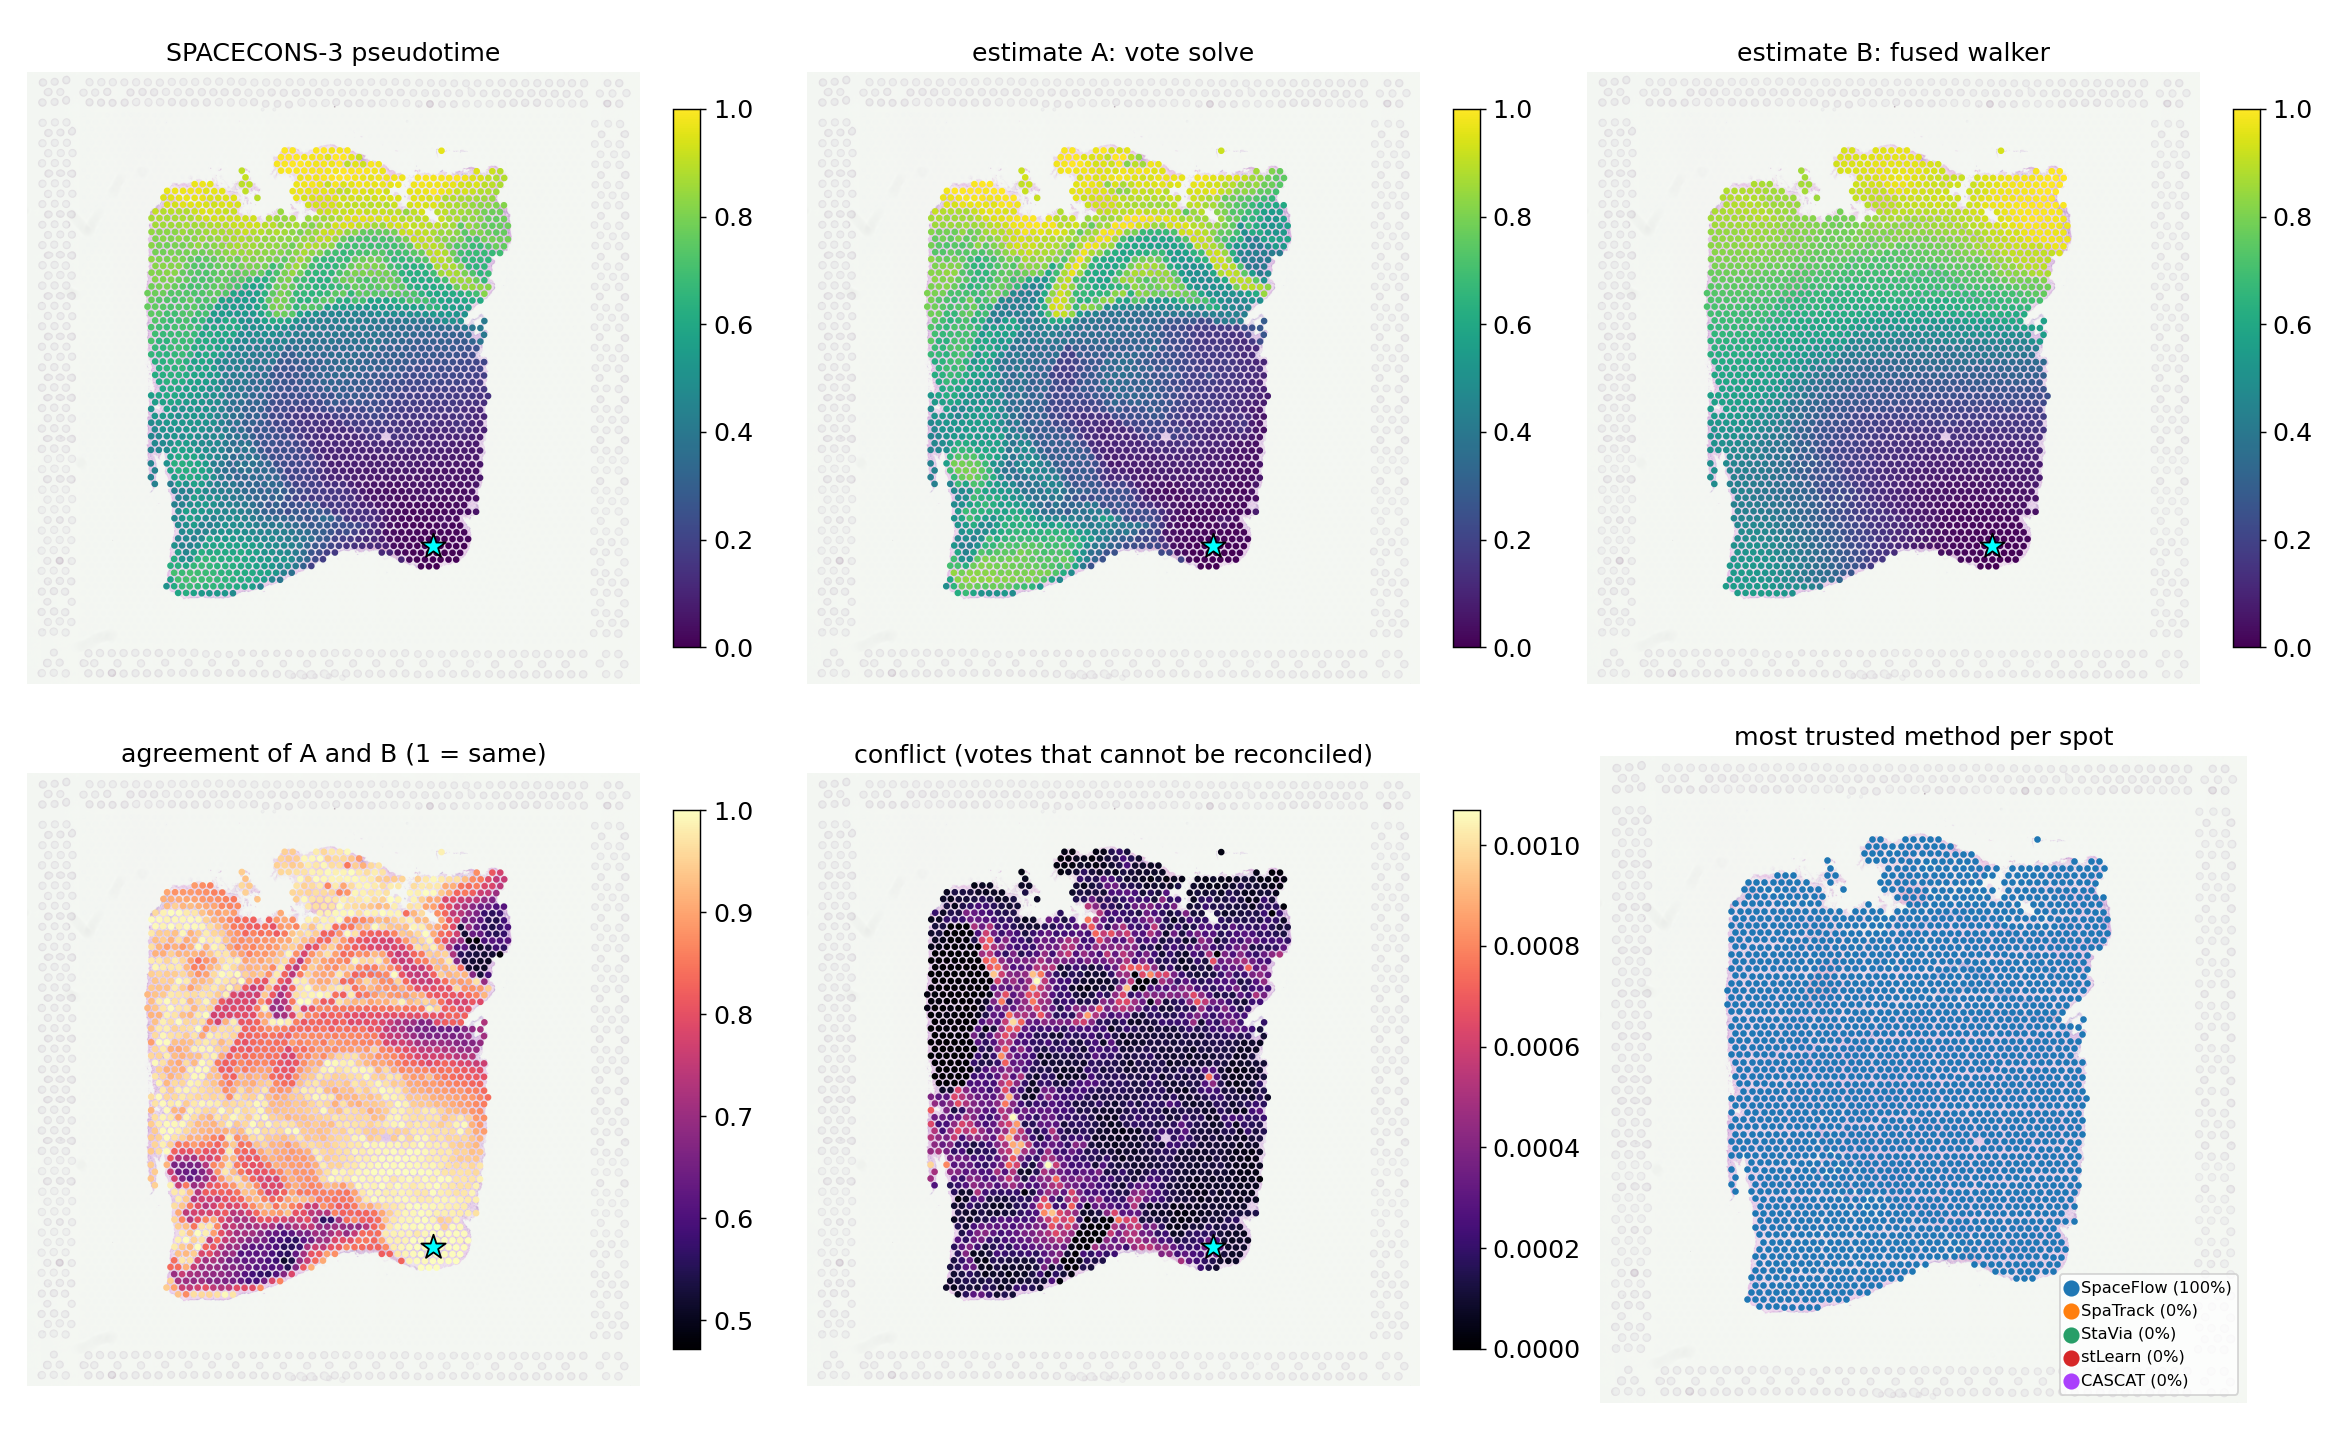 SPACECONS-3 pseudotime
estimate A: vote solve
estimate B: fused walker
1.0
0.8
0.6
0.4
0.2
0.0
1.0
0.8
0.6
0.4
0.2
0.0
1.0
0.8
0.6
0.4
0.2
0.0
agreement of A and B (1 = same)
conflict (votes that cannot be reconciled)
most trusted method per spot
1.0
0.9
0.8
0.7
0.6
0.5
0.0010
0.0008
0.0006
0.0004
0.0002
0.0000
SpaceFlow (100%)
SpaTrack (0%)
StaVia (0%)
stLearn (0%)
CASCAT (0%)